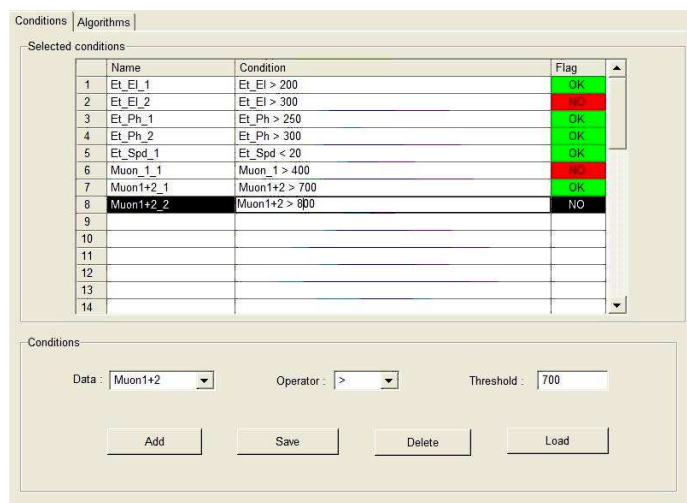 Conditions Algorithms
Selected conditions
Name Condition Flag
1 Et_El_1 Et_El > 200 OK
2 Et_El_2 Et_El > 300 NO
3 Et_Ph_1 Et_Ph > 250 OK
4 Et_Ph_2 Et_Ph > 300 OK
5 Et_Spd_1 Et_Spd < 20 OK
6 Muon_1_1 Muon_1 > 400 NO
7 Muon1+2_1 Muon1+2 > 700 OK
8 Muon1+2_2 Muon1+2 > 800 NO
9
10
11
12
13
14
Conditions
Data : Muon1+2 Operator : > Threshold : 700
Add Save Delete Load